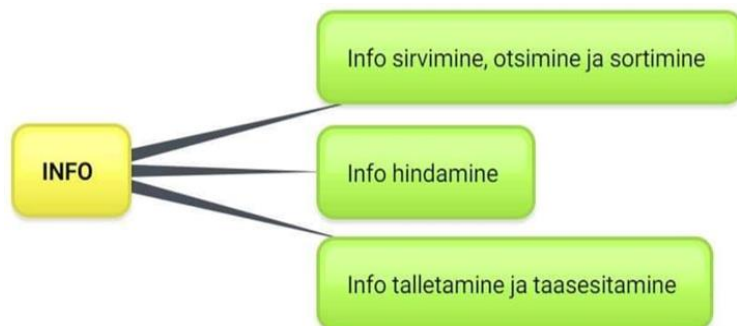 INFO
Info sirvimine, otsimine ja sortimine
Info hindamine
Info talletamine ja taasesitamine